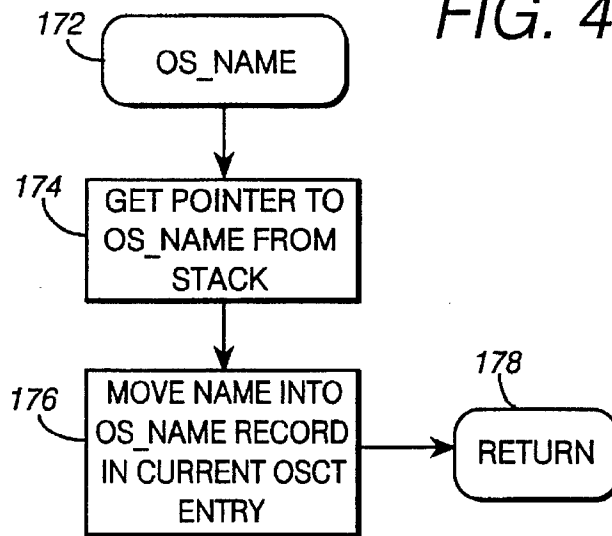 FIG. 4
172
OS_NAME
174
GET POINTER TO
OS_NAME FROM
STACK
176
MOVE NAME INTO
OS_NAME RECORD
IN CURRENT OSCT
ENTRY
178
RETURN